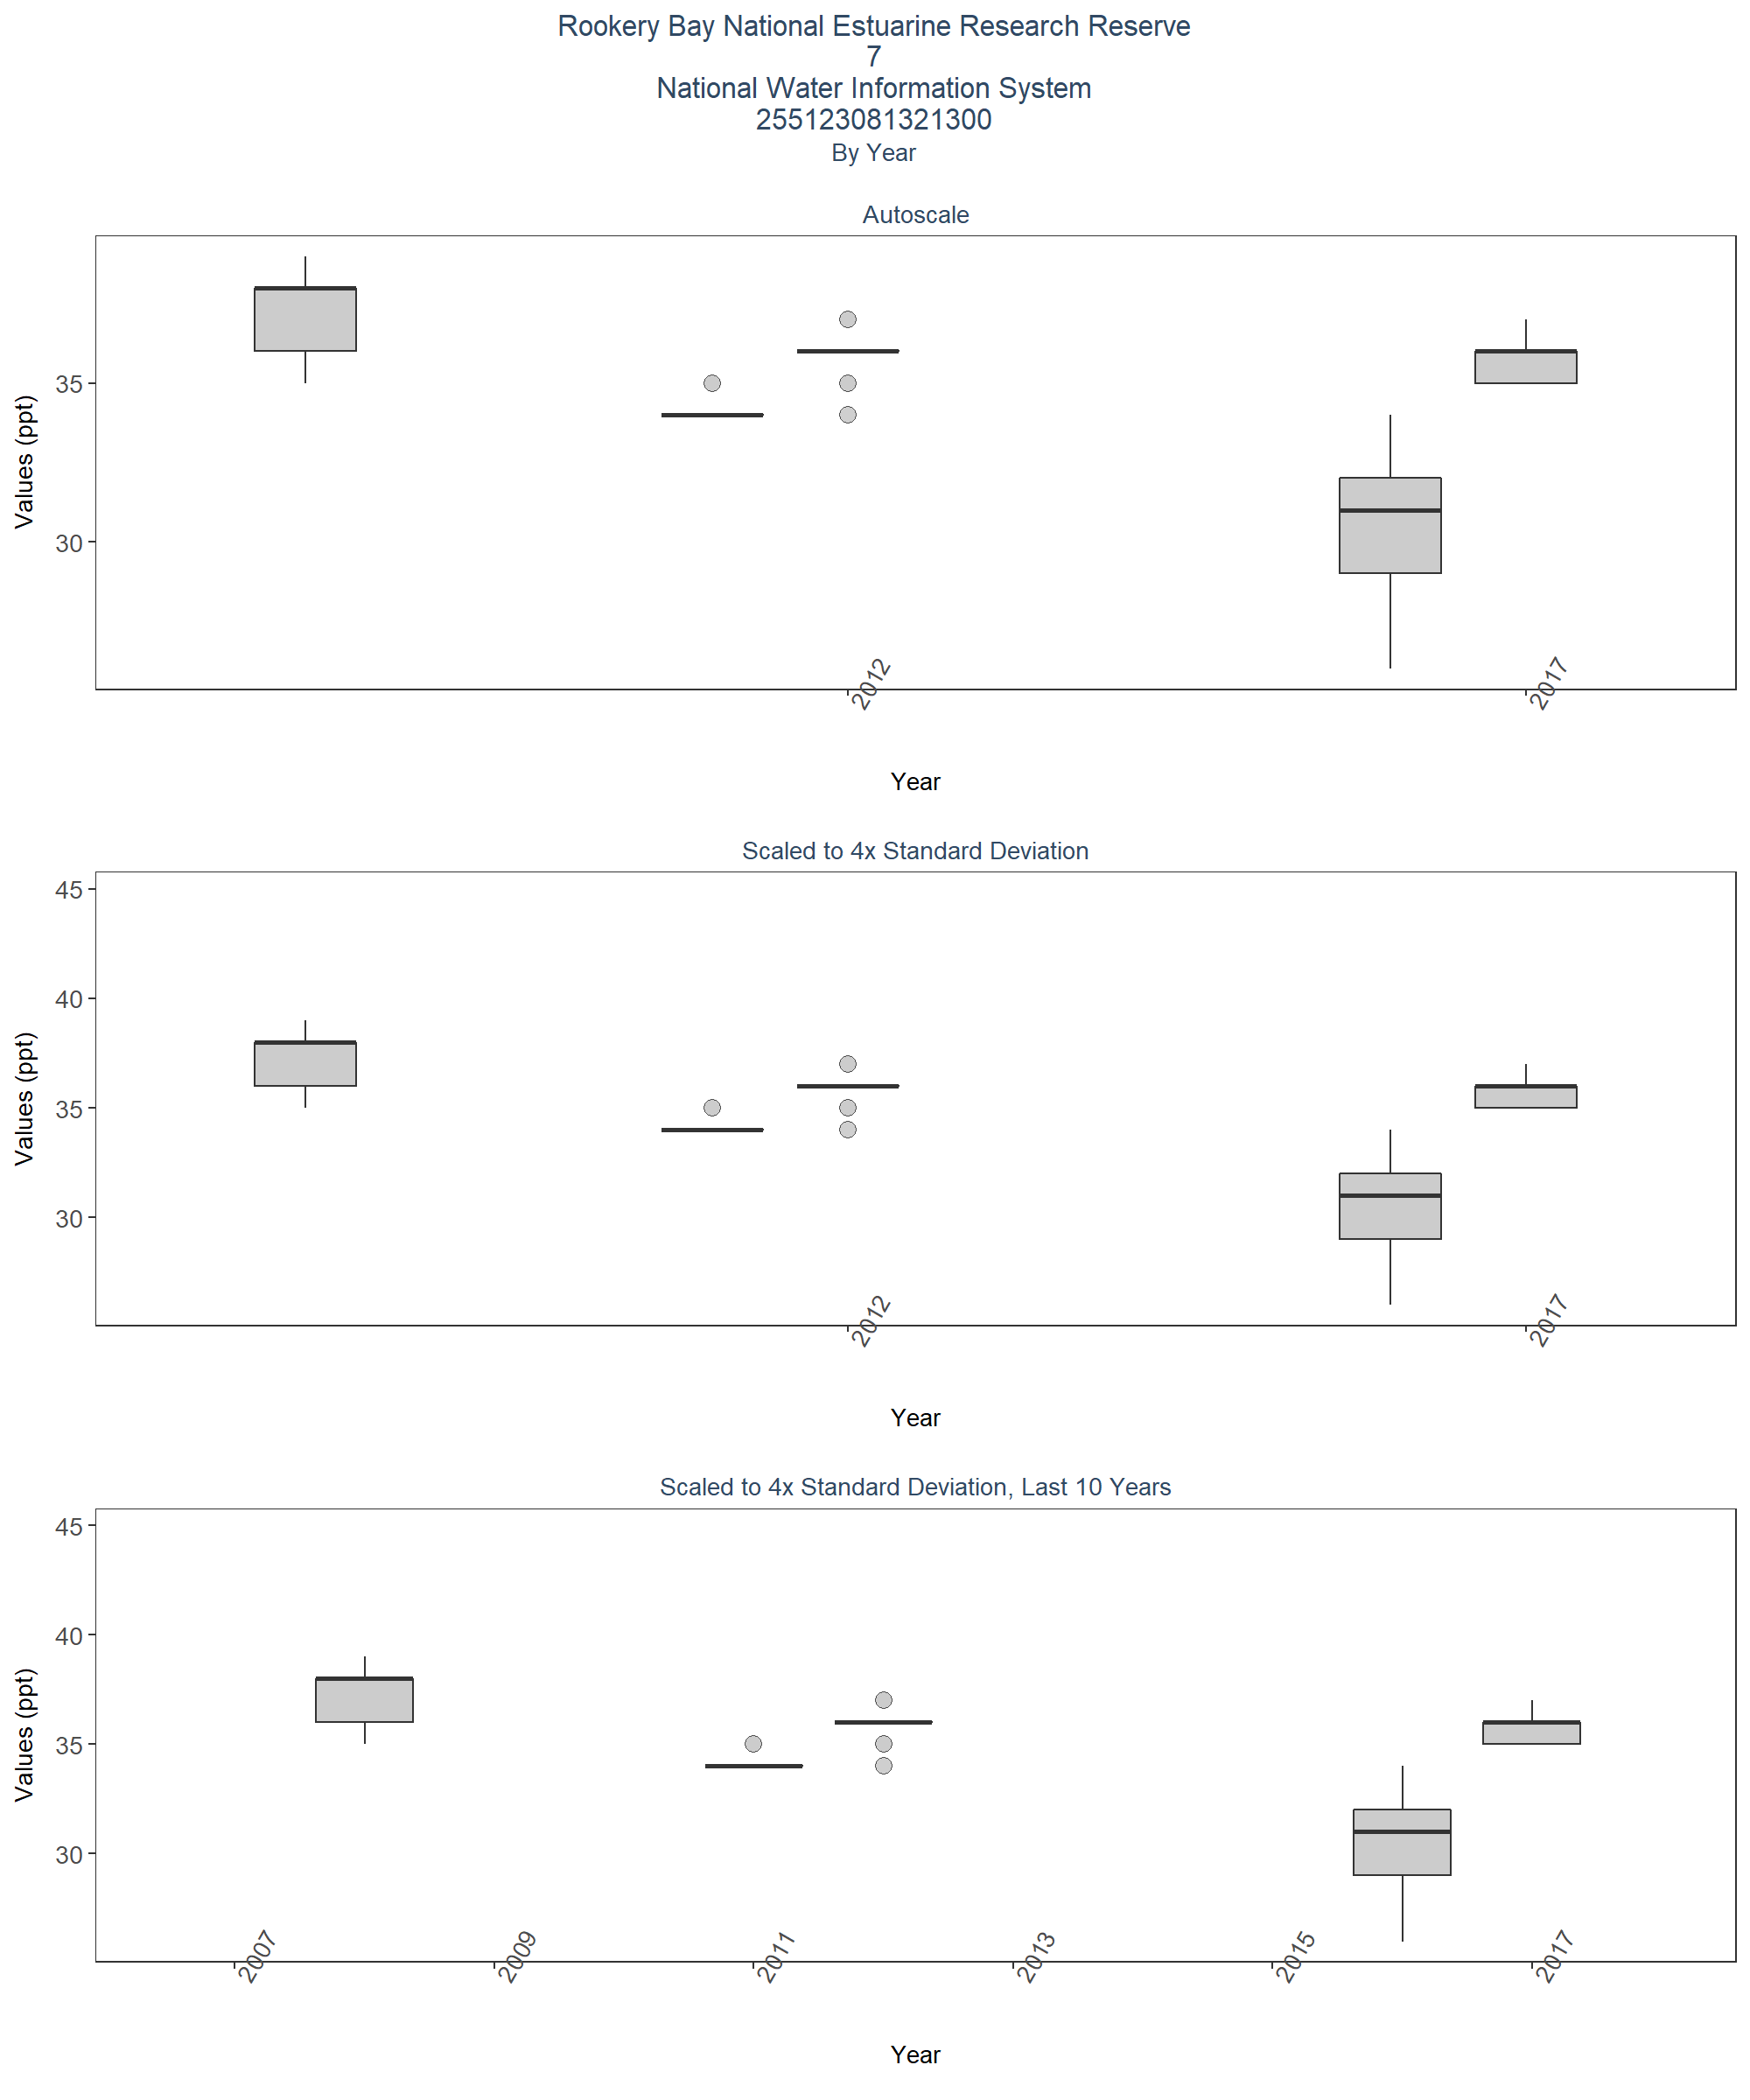 Rookery Bay National Estuarine Research Reserve
7
National Water Information System
255123081321300
By Year
Autoscale
Values (ppt)
35
30
2012
2017
Year
Scaled to 4x Standard Deviation
Values (ppt)
45
40
35
30
2012
2017
Year
Scaled to 4x Standard Deviation, Last 10 Years
Values (ppt)
45
40
35
30
2007
2009
2011
2013
2015
2017
Year